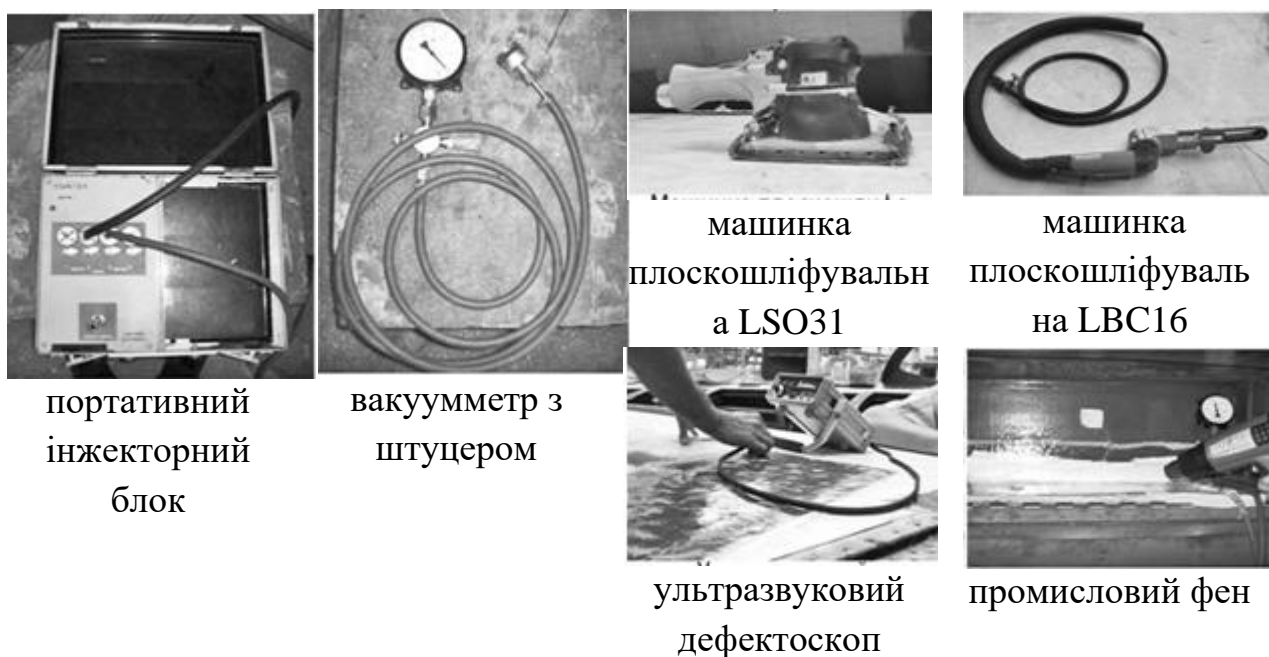 машинка
плоскошліфувальн
а LSO31
машинка
плоскошліфуваль
на LBC16
портативний
інжекторний
блок
вакуумметр з
штуцером
ультразвуковий
дефектоскоп
промисловий фен